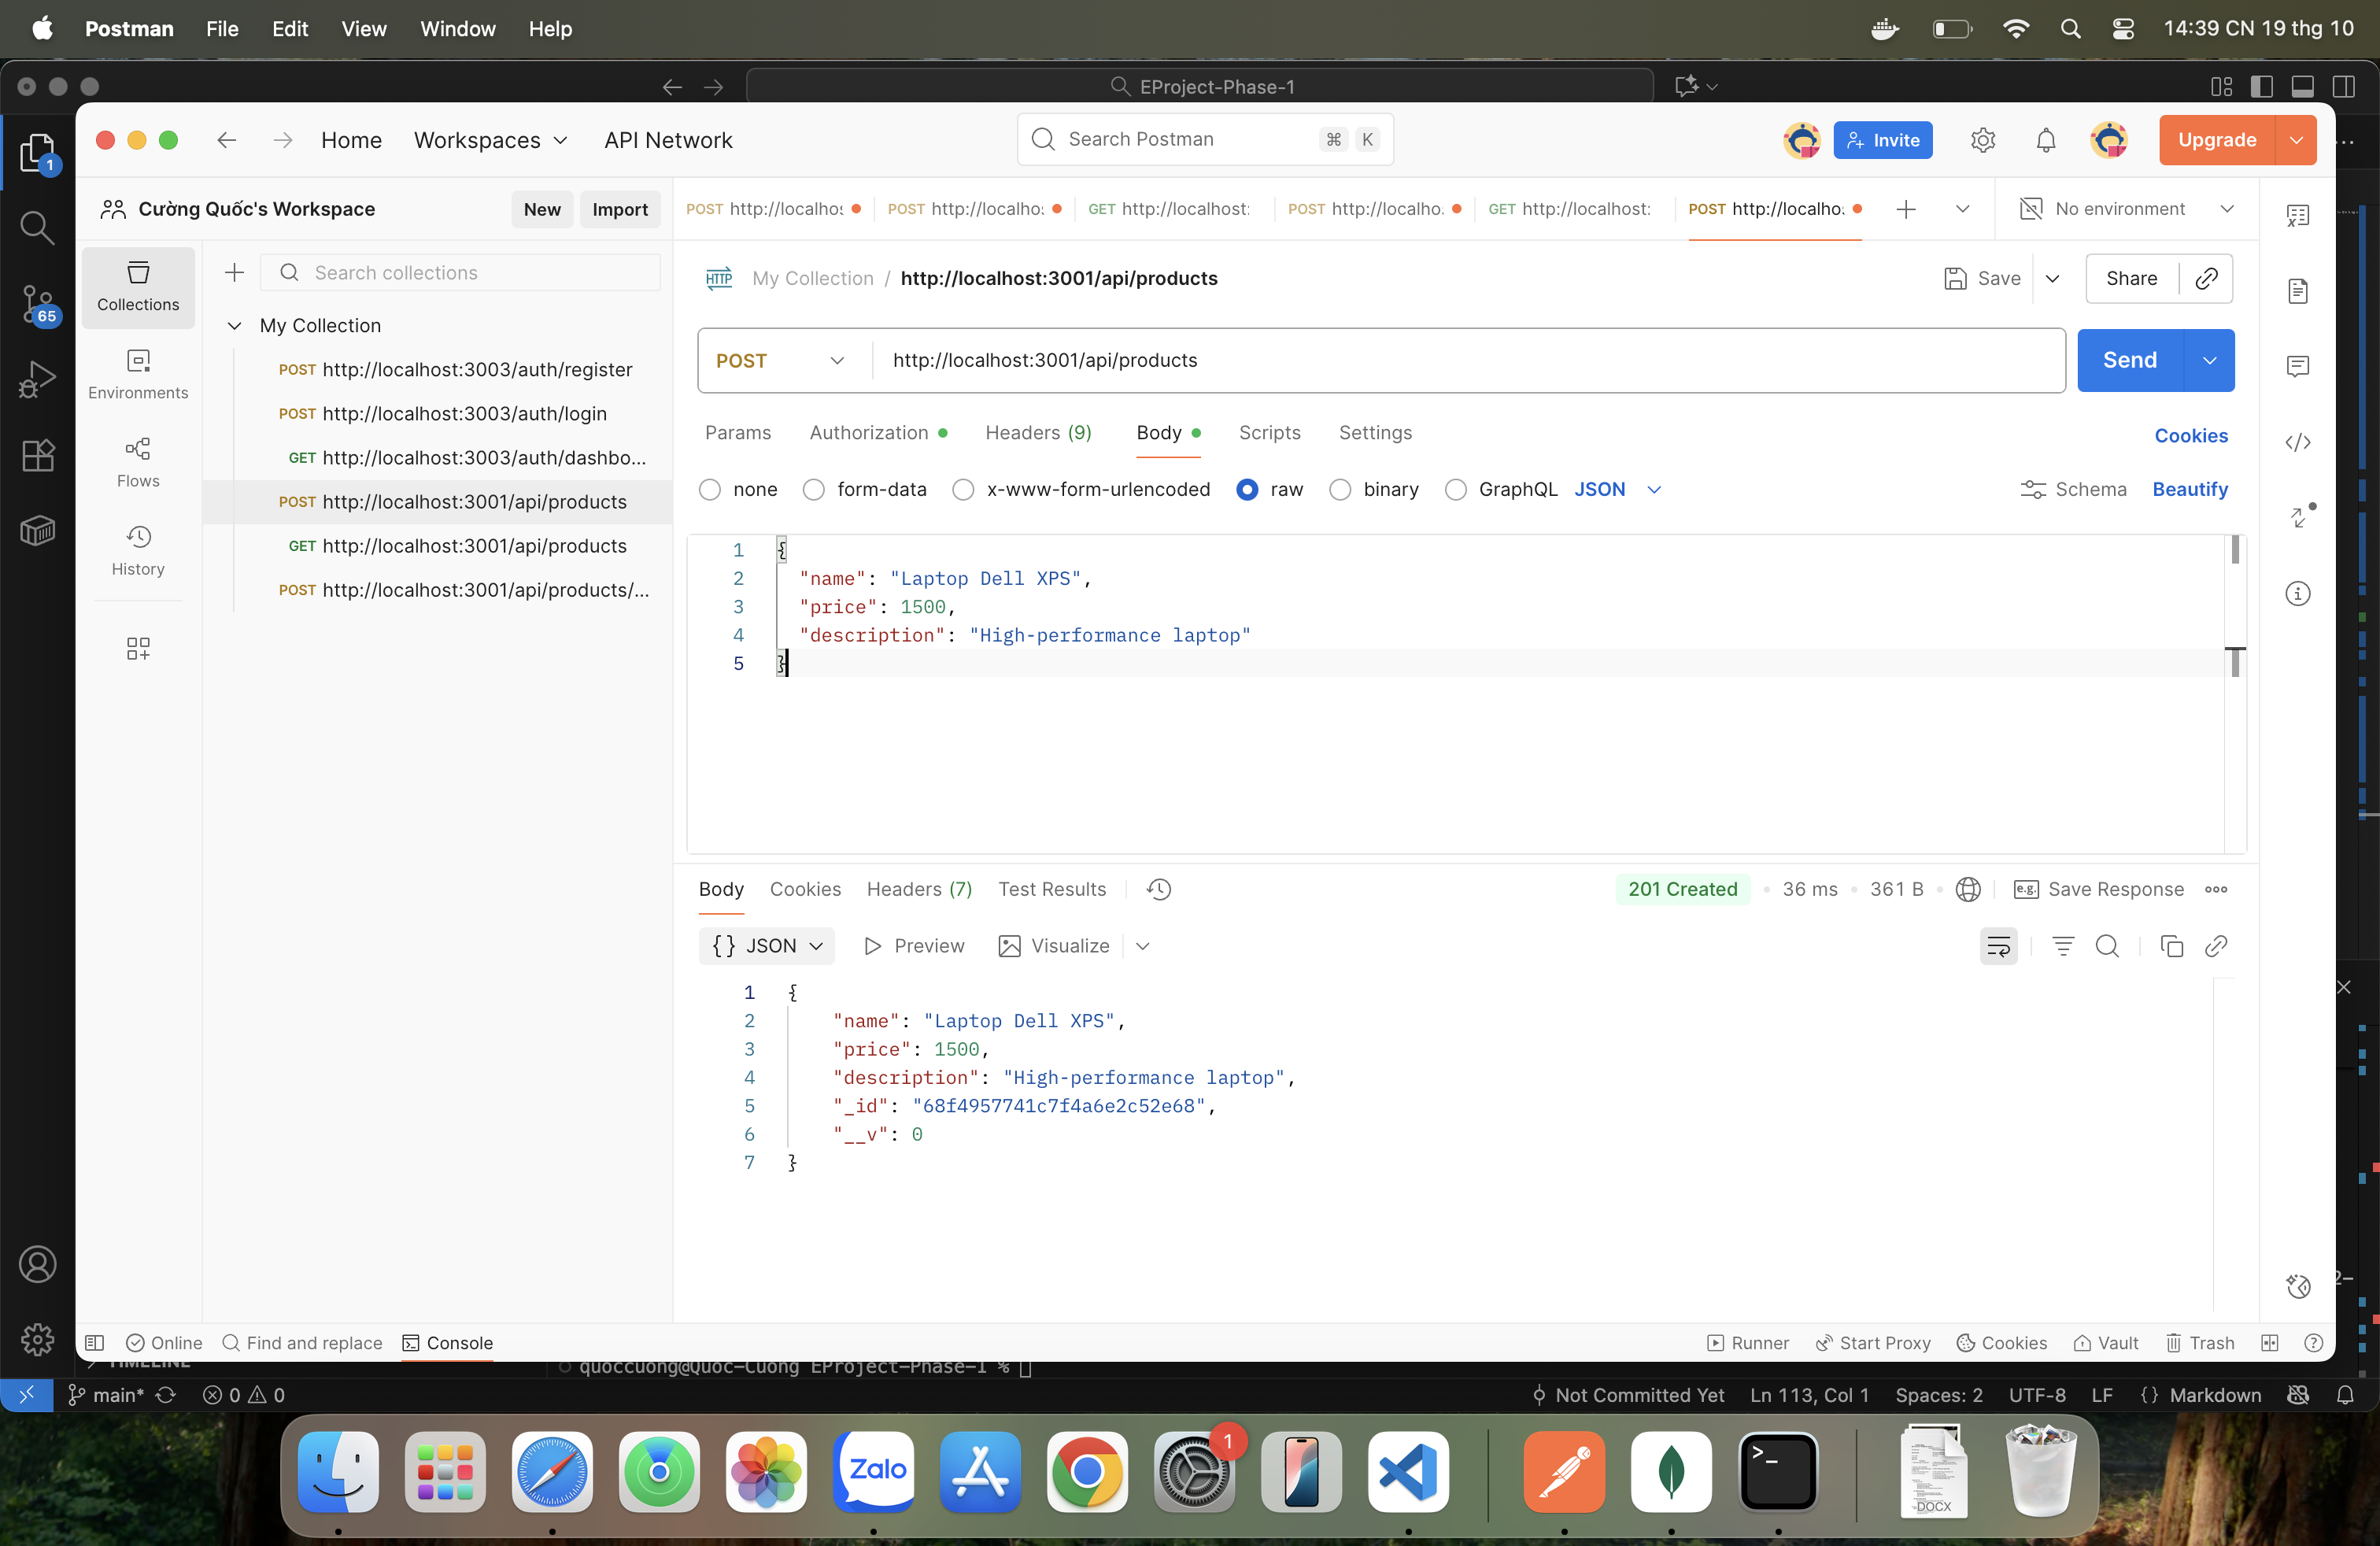 Postman File Edit View Window Help 14:39 CN 19 thg 10
EProject-Phase-1
1
65
Home Workspaces API Network Search Postman ⌘ K Invite Upgrade
Cường Quốc's Workspace New Import
POST http://localhos POST http://localho: GET http://localhost: POST http://localho. GET http://localhost: POST http://localho. No environment
Collections
Environments
Flows
History
Search collections
My Collection
POST http://localhost:3003/auth/register
POST http://localhost:3003/auth/login
GET http://localhost:3003/auth/dashbo...
POST http://localhost:3001/api/products
GET http://localhost:3001/api/products
POST http://localhost:3001/api/products/...
HTTP My Collection / http://localhost:3001/api/products Save Share
POST http://localhost:3001/api/products Send
Params Authorization Headers (9) Body Scripts Settings Cookies
none form-data x-www-form-urlencoded raw binary GraphQL JSON Schema Beautify
1 {
2 "name": "Laptop Dell XPS",
3 "price": 1500,
4 "description": "High-performance laptop"
5 }
Body Cookies Headers (7) Test Results 201 Created • 36 ms • 361 B e.g. Save Response
{} JSON Preview Visualize
1 {
2 "name": "Laptop Dell XPS",
3 "price": 1500,
4 "description": "High-performance laptop",
5 "_id": "68f4957741c7f4a6e2c52e68",
6 "__v": 0
7 }
Online Find and replace Console Runner Start Proxy Cookies Vault Trash
TIMELINE quoccuong@Quoc-Cuong EProject-Phase-1 %
main* 0 0 Not Committed Yet Ln 113, Col 1 Spaces: 2 UTF-8 LF {} Markdown
Zalo
1
DOCX